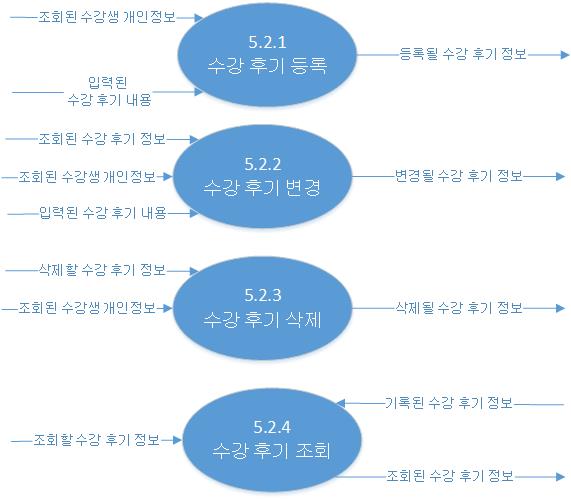 조회된 수강생 개인정보
5.2.1
수강 후기 등록
등록될 수강 후기 정보
입력된
수강 후기 내용
조회된 수강 후기 정보
5.2.2
수강 후기 변경
조회된 수강생 개인정보
변경될 수강 후기 정보
입력된 수강 후기 내용
삭제할 수강 후기 정보
5.2.3
수강 후기 삭제
조회된 수강생 개인정보
삭제될 수강 후기 정보
기록된 수강 후기 정보
5.2.4
수강 후기 조회
조회할 수강 후기 정보
조회된 수강 후기 정보